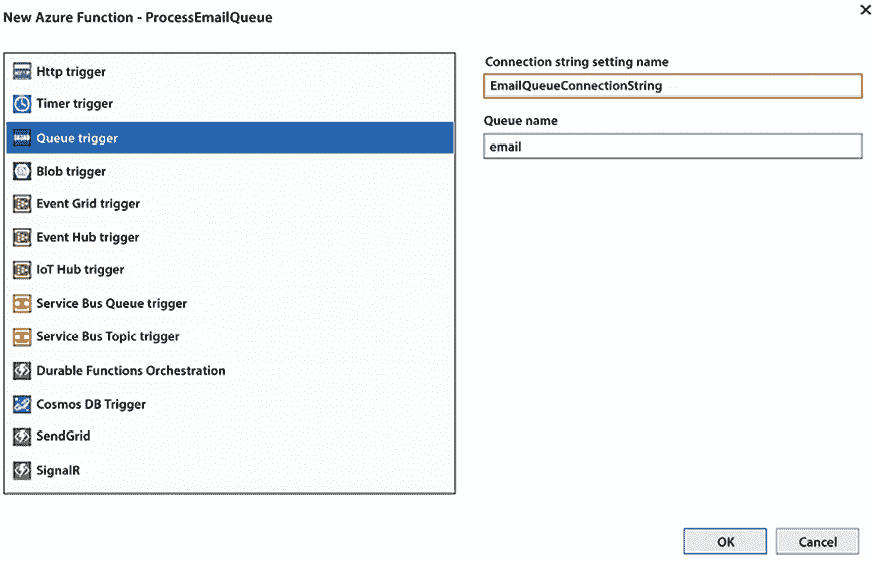 New Azure Function - ProcessEmailQueue
Http trigger
Timer trigger
Queue trigger
Blob trigger
Event Grid trigger
Event Hub trigger
IoT Hub trigger
Service Bus Queue trigger
Service Bus Topic trigger
Durable Functions Orchestration
Cosmos DB Trigger
SendGrid
SignalR
Connection string setting name
EmailQueueConnectionString
Queue name
email
OK
Cancel